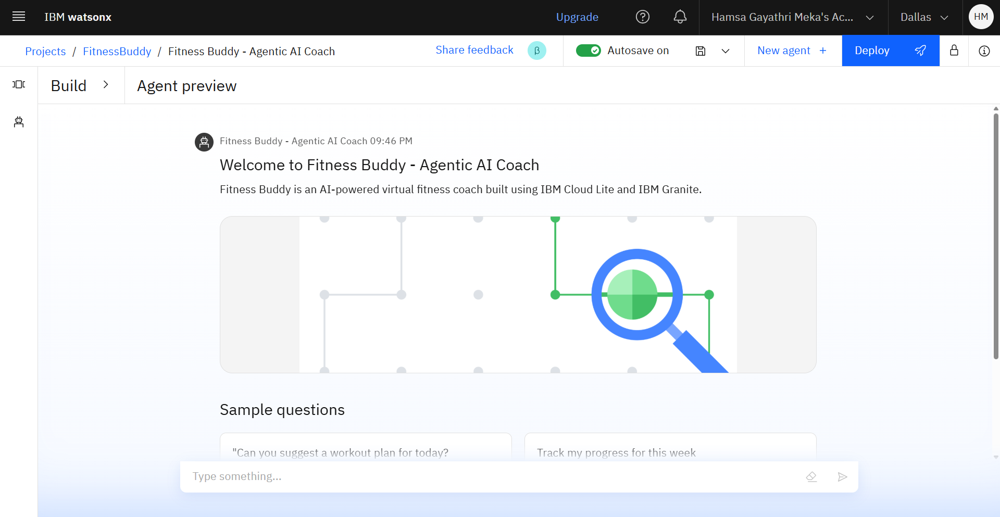 IBM watsonx
Upgrade
Hamsa Gayathri Meka's Ac...
Dallas
HM
Projects / FitnessBuddy / Fitness Buddy - Agentic AI Coach
Share feedback
β
Autosave on
New agent +
Deploy
Build
Agent preview
Fitness Buddy - Agentic AI Coach 09:46 PM
Welcome to Fitness Buddy - Agentic AI Coach
Fitness Buddy is an AI-powered virtual fitness coach built using IBM Cloud Lite and IBM Granite.
Sample questions
"Can you suggest a workout plan for today?
Track my progress for this week
Type something...